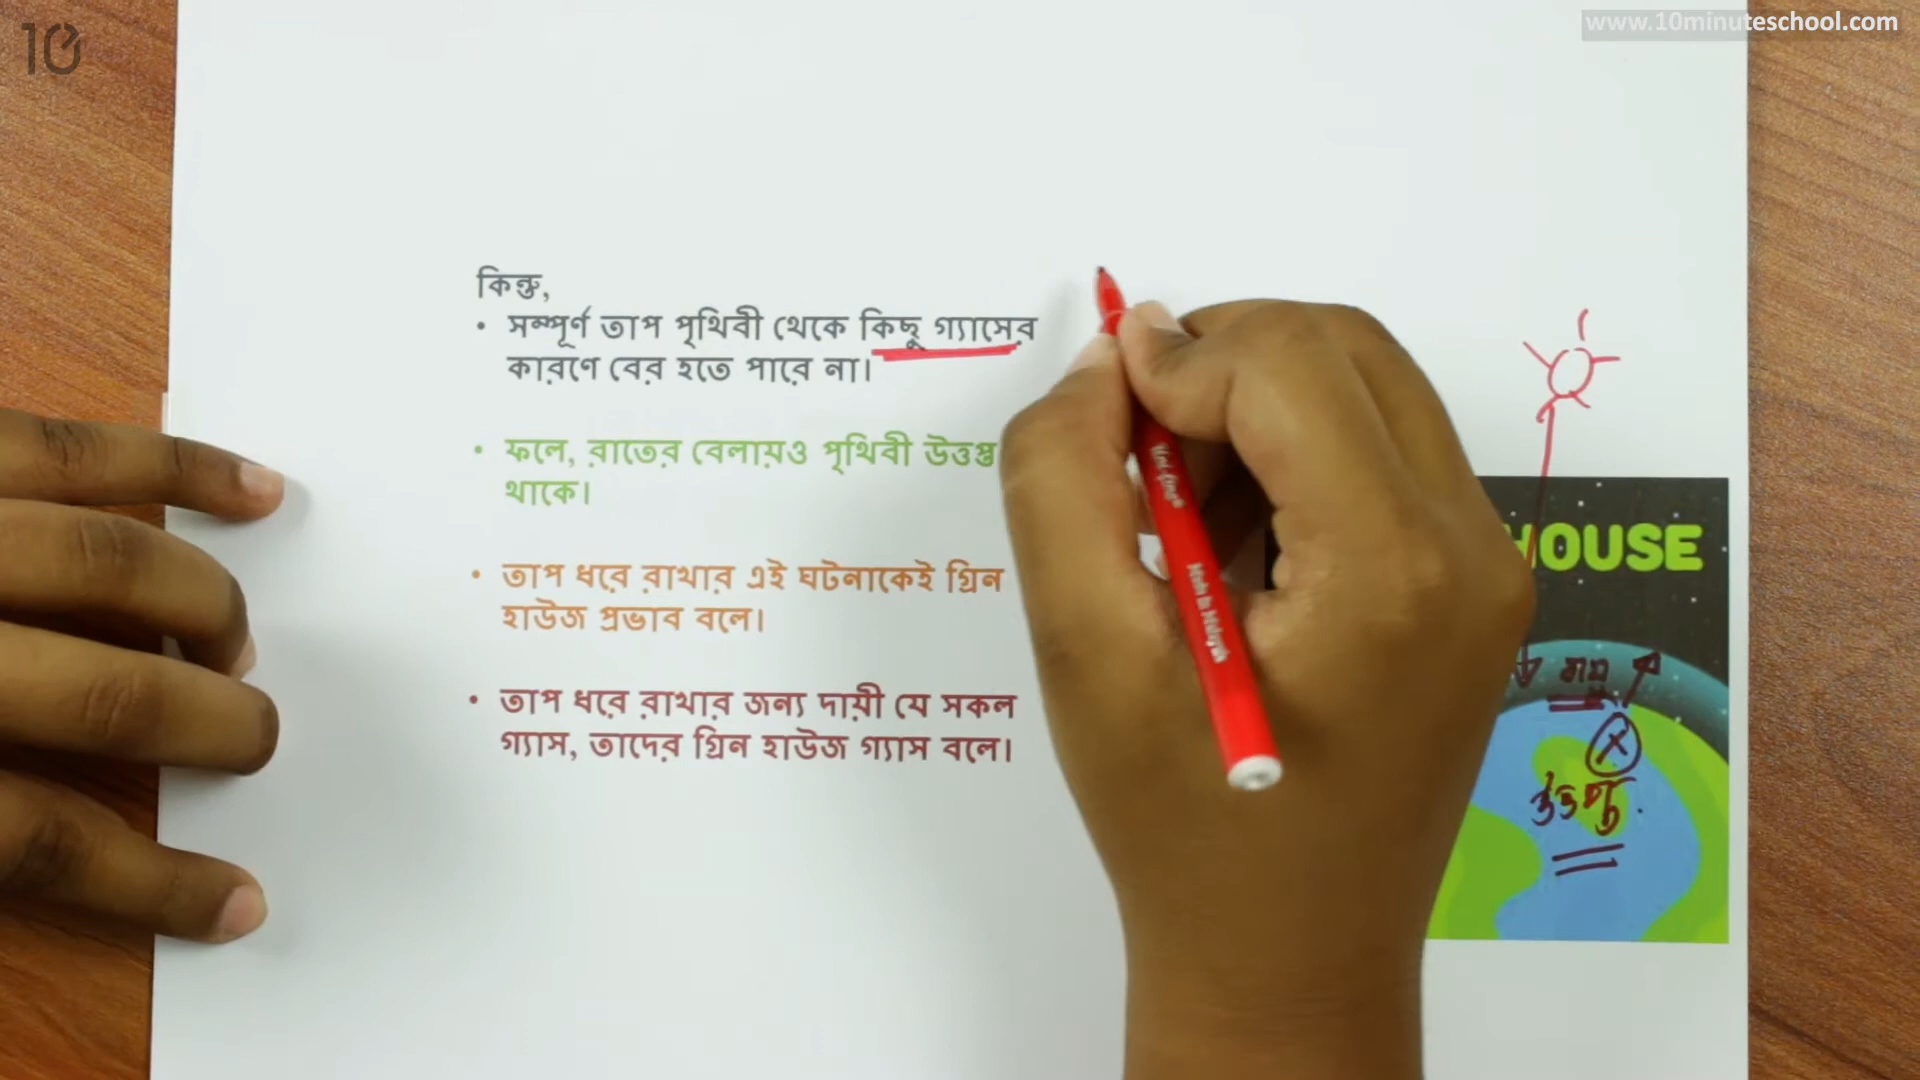 10
www.10minuteschool.com
কিন্তু,
• সম্পূর্ণ তাপ পৃথিবী থেকে কিছু গ্যাসের
কারণে বের হতে পারে না।
• ফলে, রাতের বেলায়ও পৃথিবী উত্তপ্ত
থাকে।
• তাপ ধরে রাখার এই ঘটনাকেই গ্রিন
হাউজ প্রভাব বলে।
• তাপ ধরে রাখার জন্য দায়ী যে সকল
গ্যাস, তাদের গ্রিন হাউজ গ্যাস বলে।
HOUSE
উত্তপ্ত